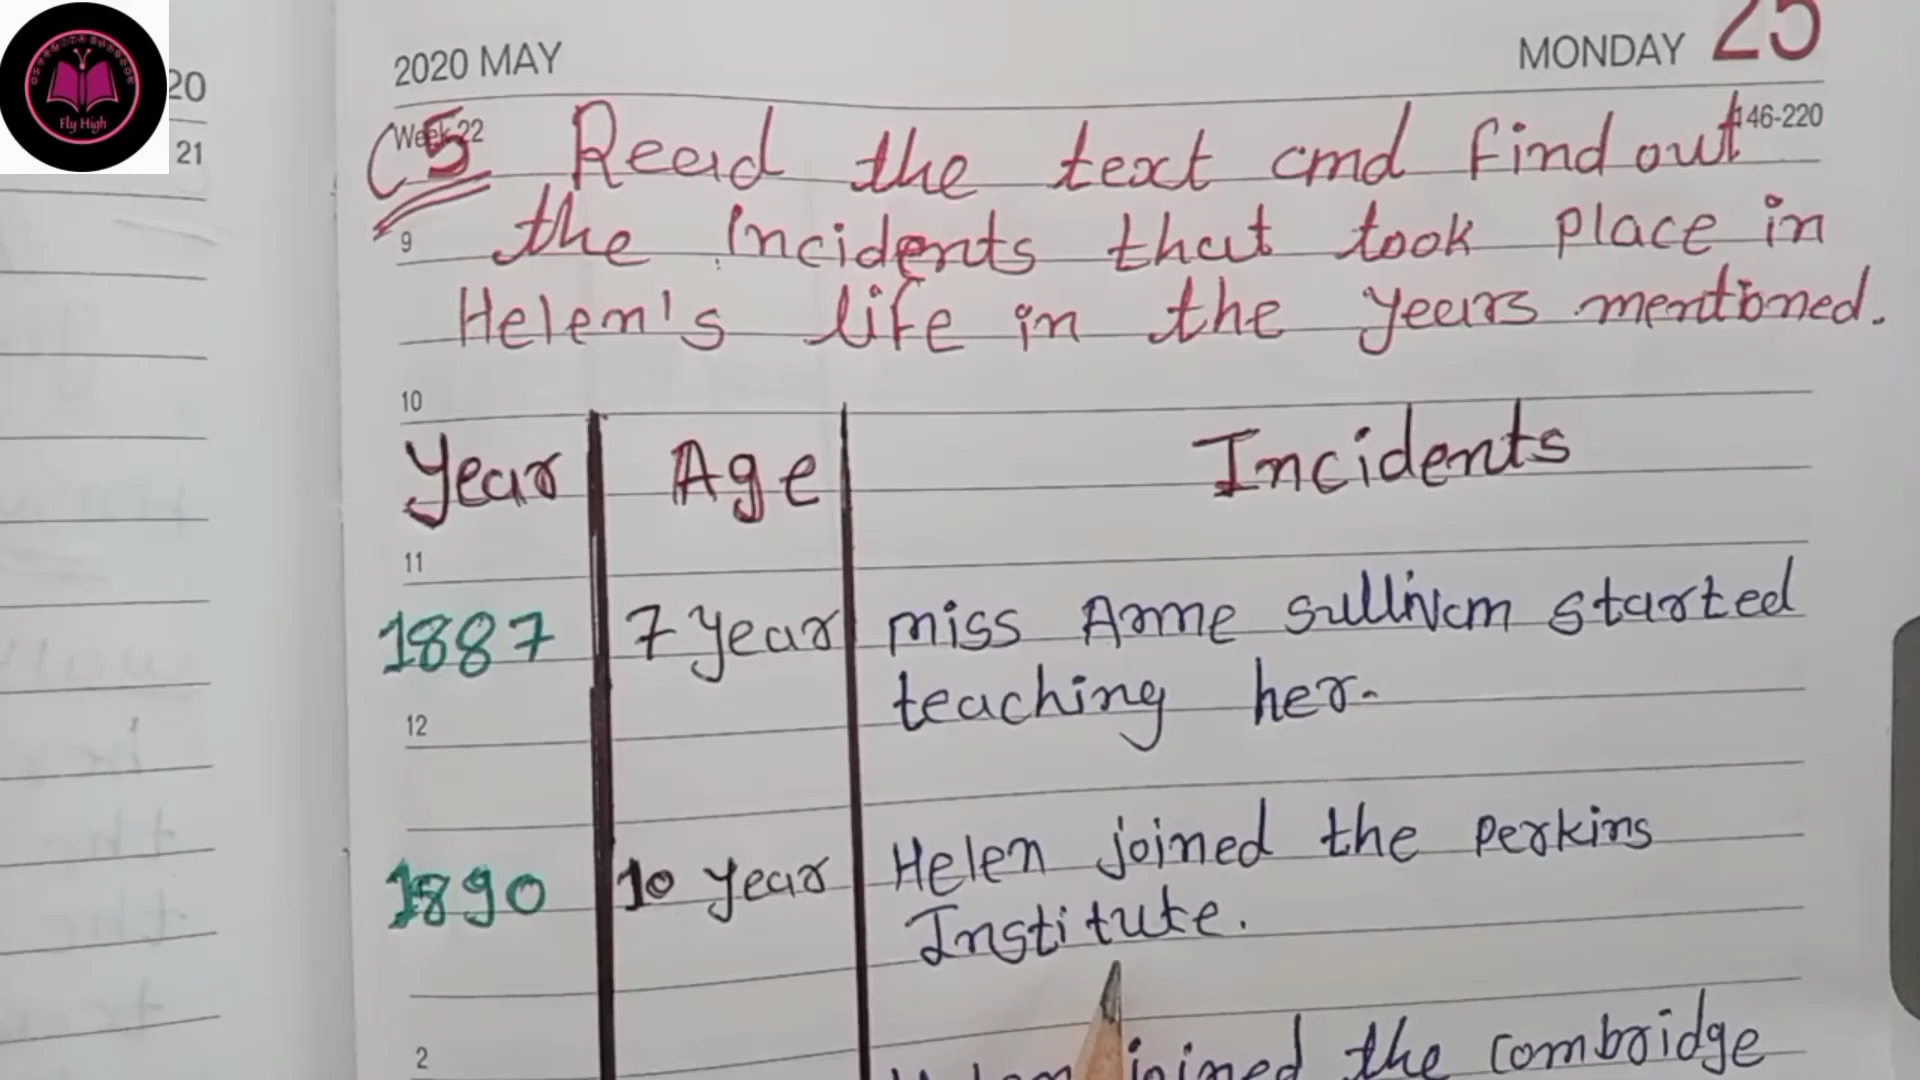 Fly High
20
21
2020 MAY
MONDAY 25
Week 22
146-220
(5 Read the text and find out
9
the incidents that took place in
Helen's life in the years mentioned.
10
Year Age Incidents
11
1887 7 year miss Anne sullivan started
teaching her.
12
1890 10 year Helen joined the perkins
Institute.
2
joined the combridge